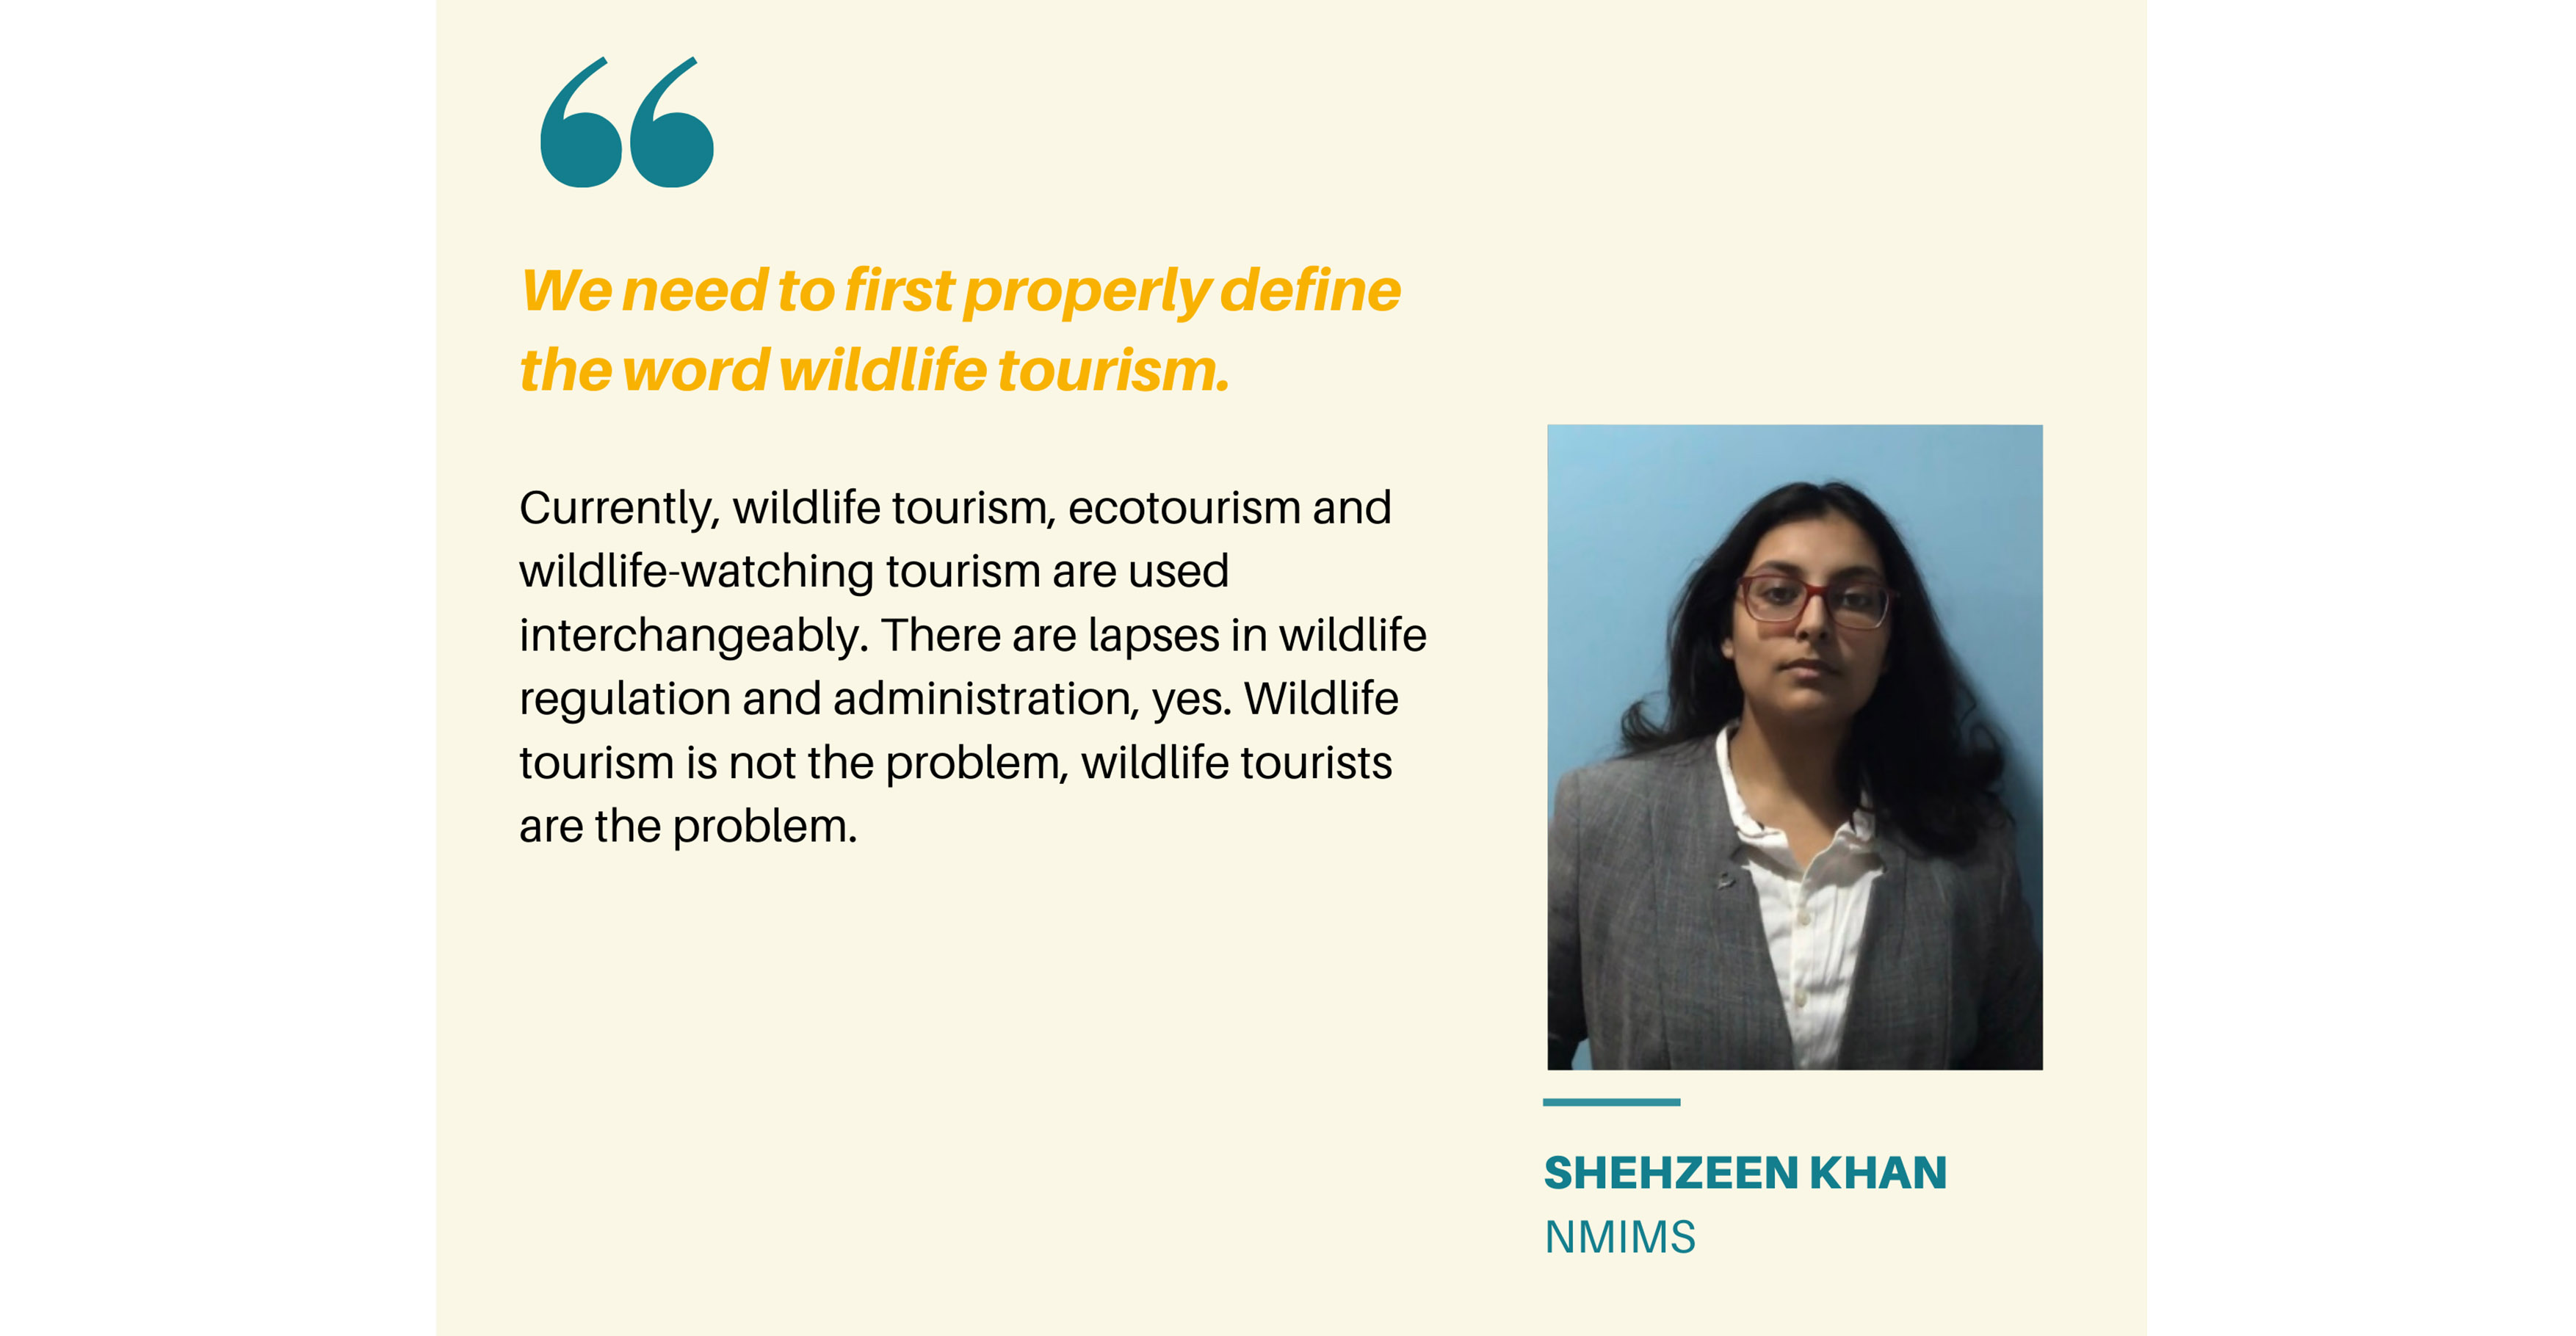 We need to first properly define
the word wildlife tourism.
Currently, wildlife tourism, ecotourism and
wildlife-watching tourism are used
interchangeably. There are lapses in wildlife
regulation and administration, yes. Wildlife
tourism is not the problem, wildlife tourists
are the problem.
SHEHZEEN KHAN
NMIMS